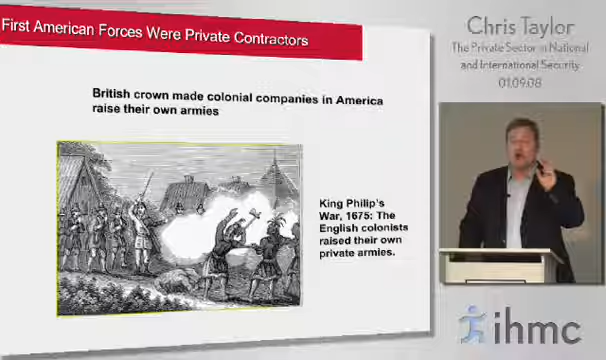 First American Forces Were Private Contractors
British crown made colonial companies in America
raise their own armies
King Philip's
War, 1675: The
English colonists
raised their own
private armies.
Chris Taylor
The Private Sector in National
and International Security
01.09.08
ihmc